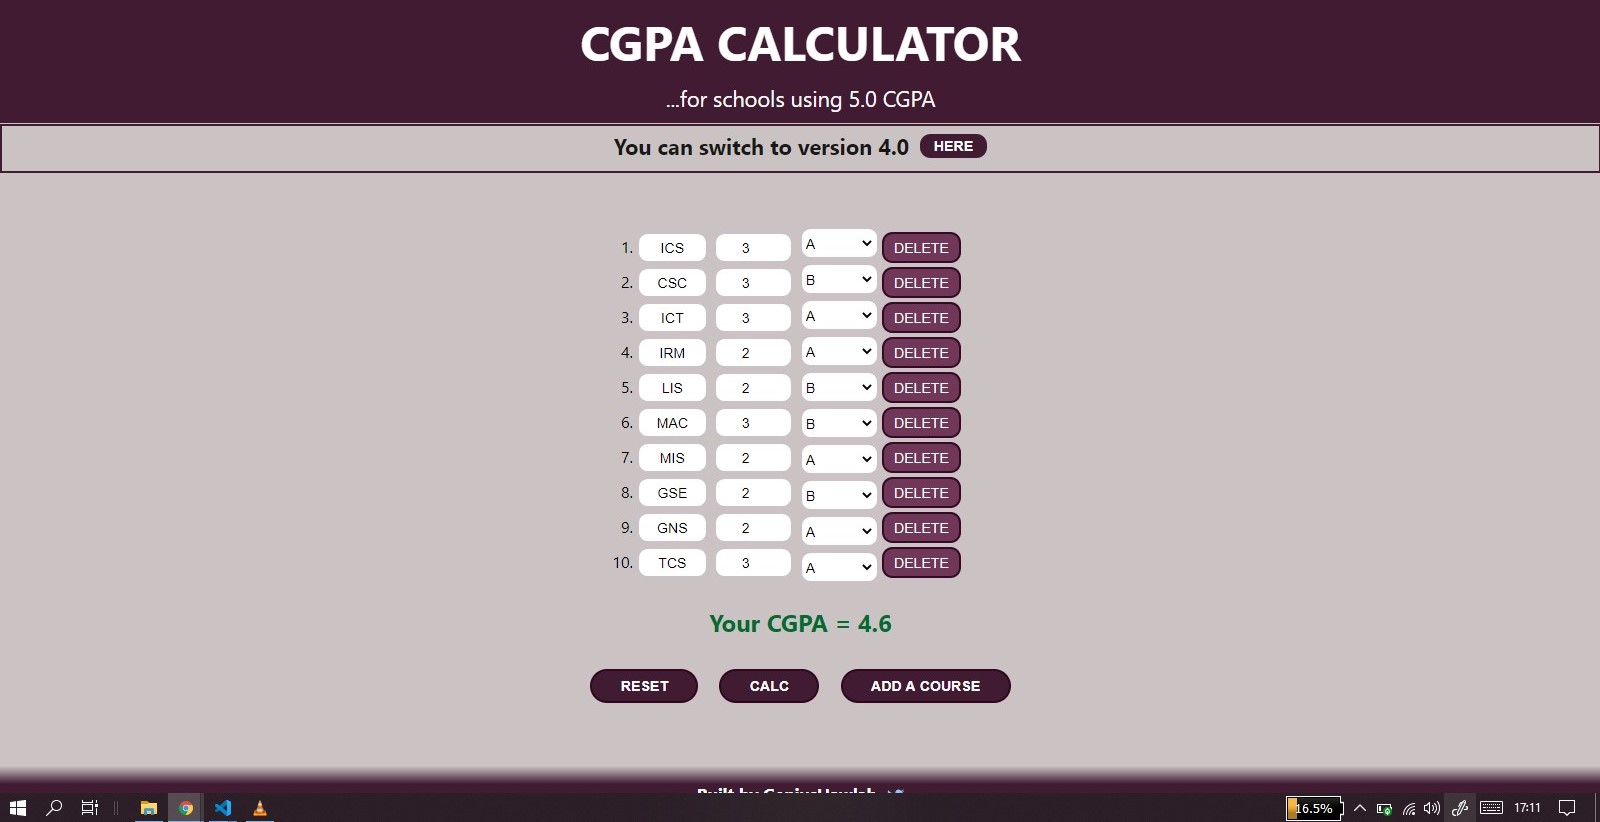 CGPA CALCULATOR
...for schools using 5.0 CGPA
You can switch to version 4.0 HERE
1. ICS 3 A DELETE
2. CSC 3 B DELETE
3. ICT 3 A DELETE
4. IRM 2 A DELETE
5. LIS 2 B DELETE
6. MAC 3 B DELETE
7. MIS 2 A DELETE
8. GSE 2 B DELETE
9. GNS 2 A DELETE
10. TCS 3 A DELETE
Your CGPA = 4.6
RESET CALC ADD A COURSE
Built by
16.5% 17:11